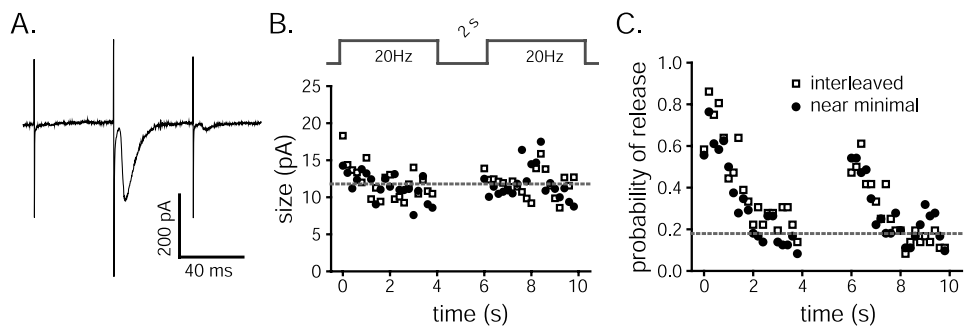 A.
200 pA
40 ms
B.
2 s
20Hz
20Hz
size (pA)
25
20
15
10
5
0
0
2
4
6
8
10
time (s)
C.
probability of release
1.0
0.8
0.6
0.4
0.2
0.0
interleaved
near minimal
0
2
4
6
8
10
time (s)